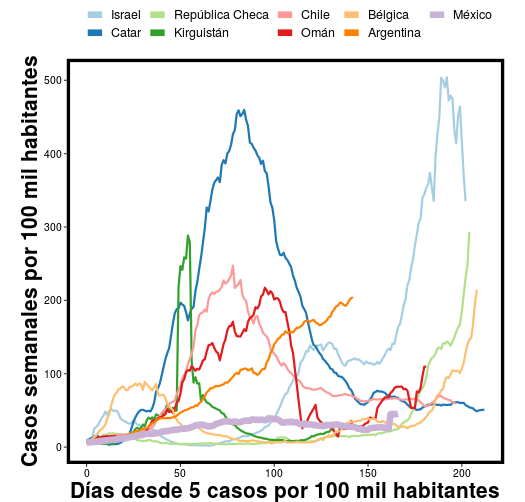 Israel República Checa Chile Bélgica México
Catar Kirguistán Omán Argentina
Casos semanales por 100 mil habitantes
500
400
300
200
100
0
0 50 100 150 200
Días desde 5 casos por 100 mil habitantes